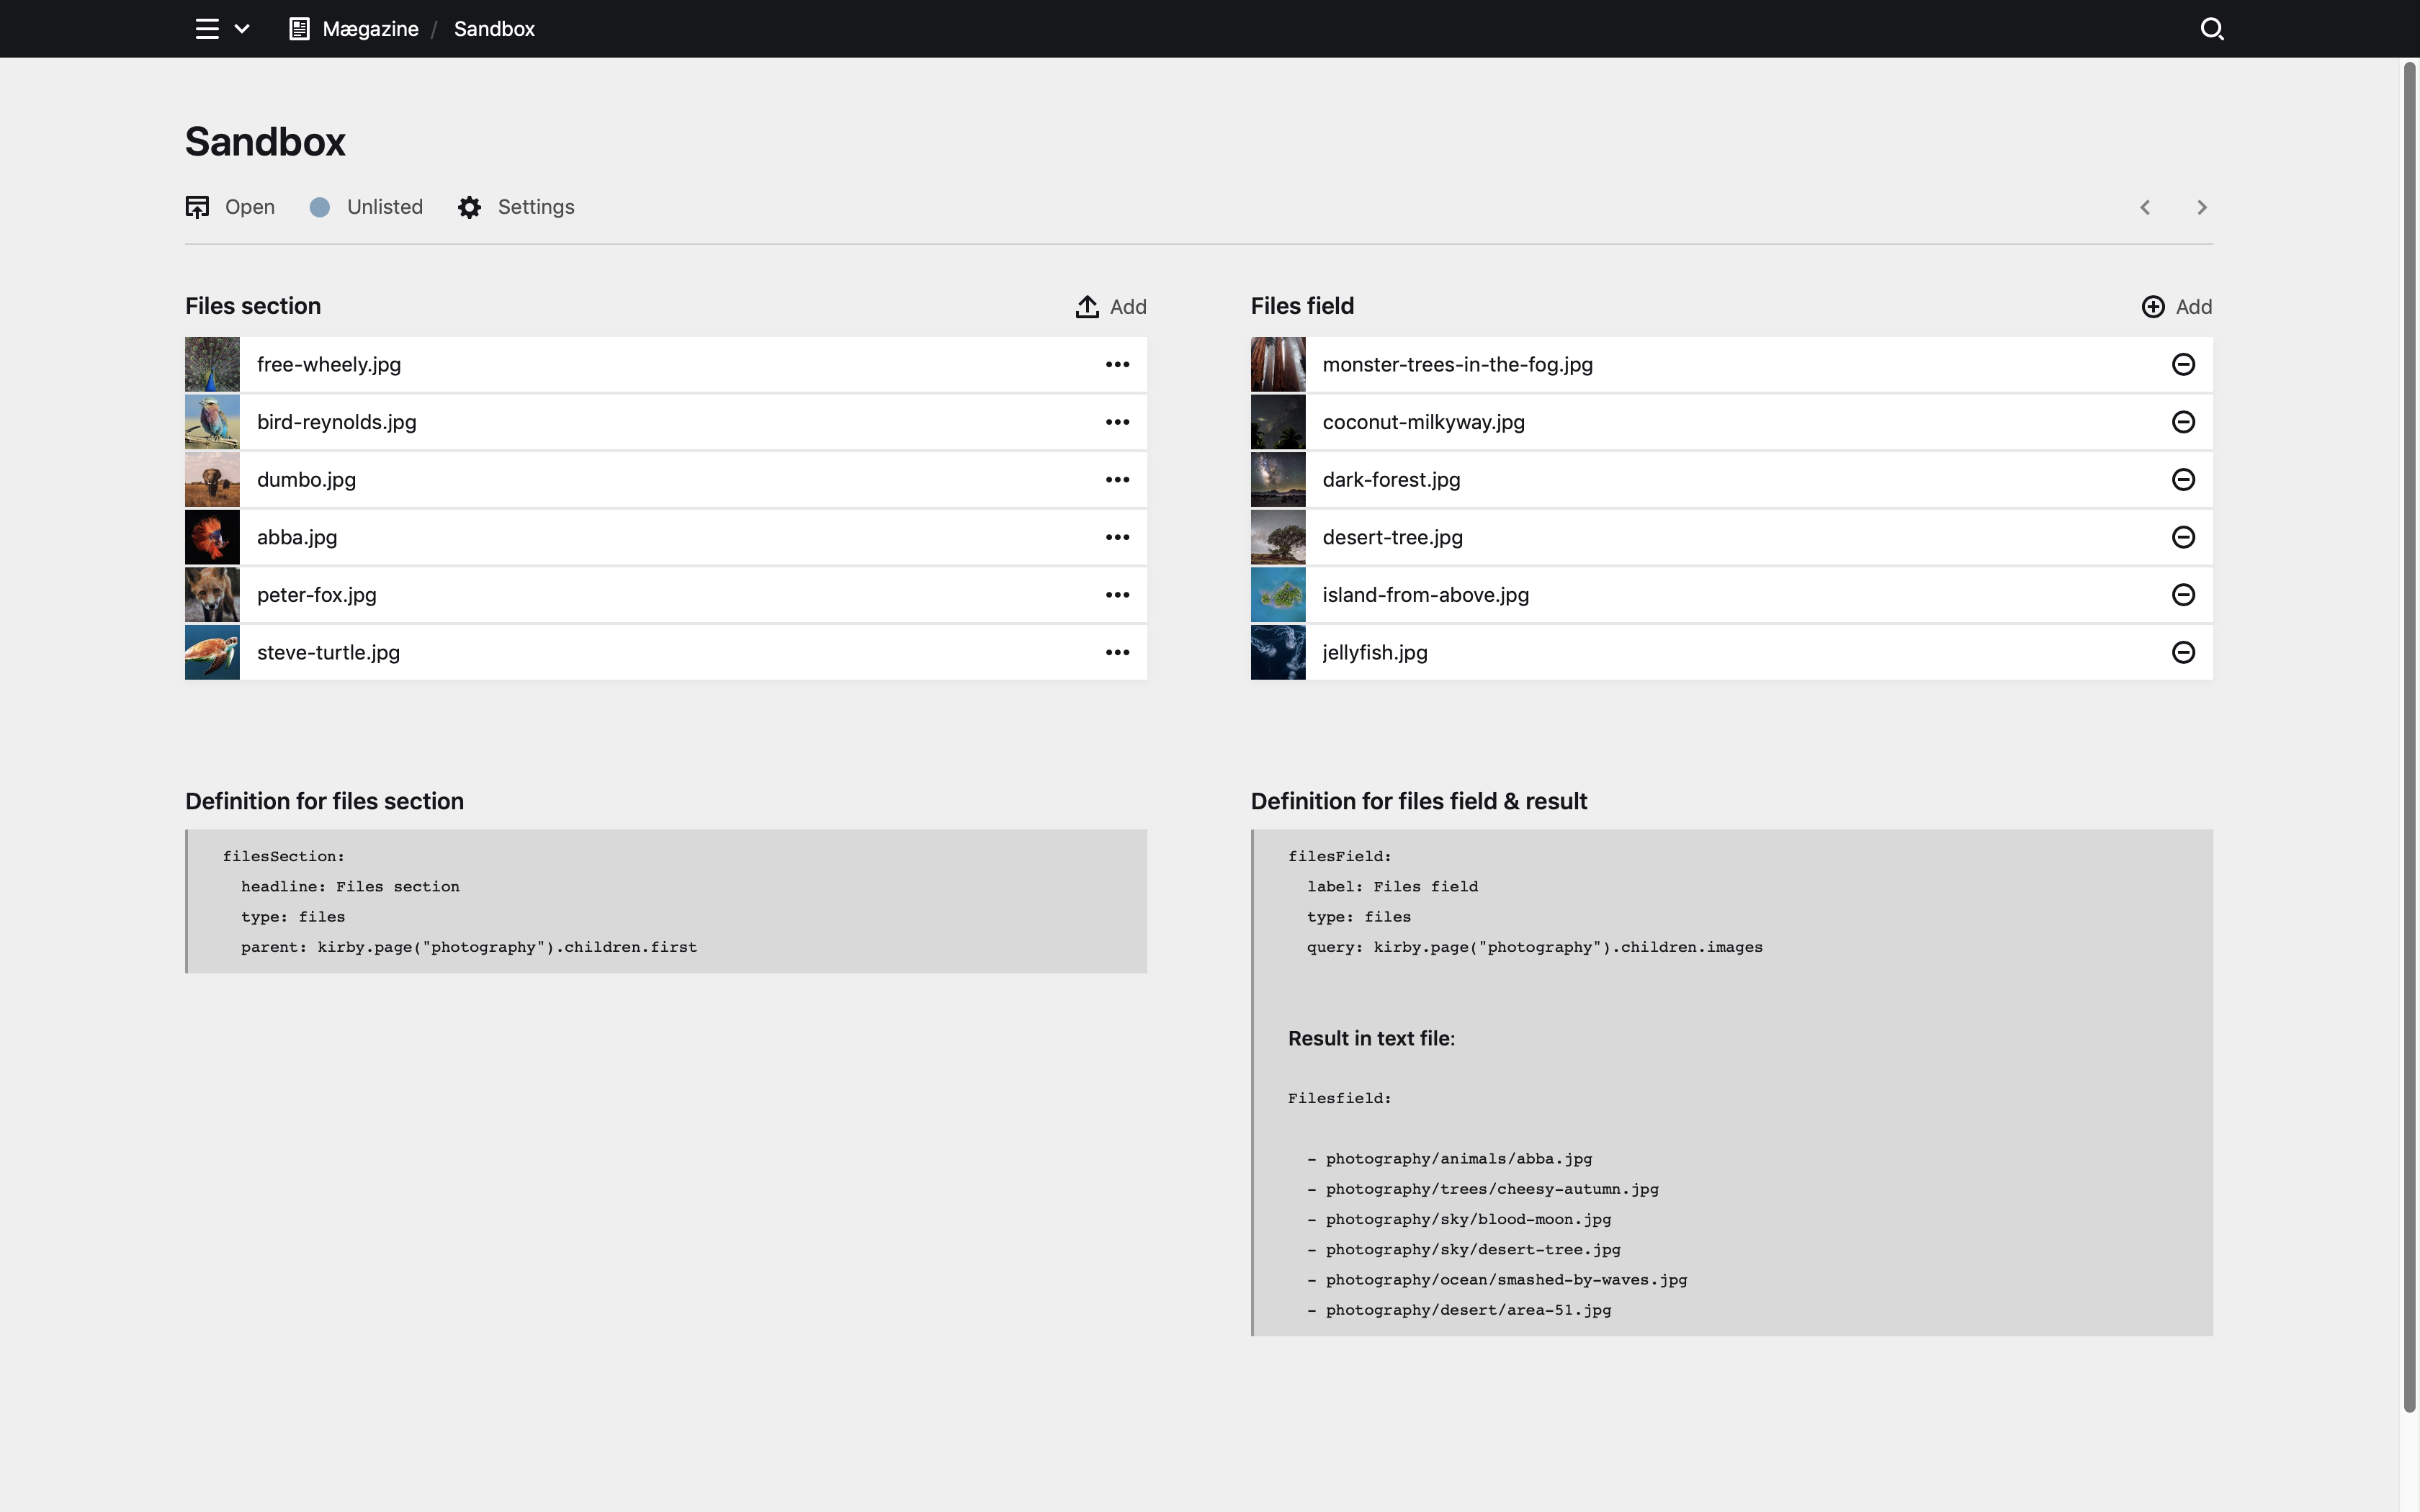 Mægazine / Sandbox
Sandbox
Open Unlisted Settings
Files section Add
free-wheely.jpg
bird-reynolds.jpg
dumbo.jpg
abba.jpg
peter-fox.jpg
steve-turtle.jpg
Files field Add
monster-trees-in-the-fog.jpg
coconut-milkyway.jpg
dark-forest.jpg
desert-tree.jpg
island-from-above.jpg
jellyfish.jpg
Definition for files section
filesSection:
headline: Files section
type: files
parent: kirby.page("photography").children.first
Definition for files field & result
filesField:
label: Files field
type: files
query: kirby.page("photography").children.images
Result in text file:
Filesfield:
- photography/animals/abba.jpg
- photography/trees/cheesy-autumn.jpg
- photography/sky/blood-moon.jpg
- photography/sky/desert-tree.jpg
- photography/ocean/smashed-by-waves.jpg
- photography/desert/area-51.jpg